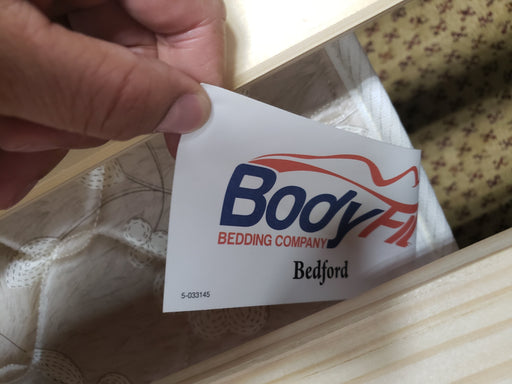 BODYFIT
BEDDING COMPANY
Bedford
5-033145